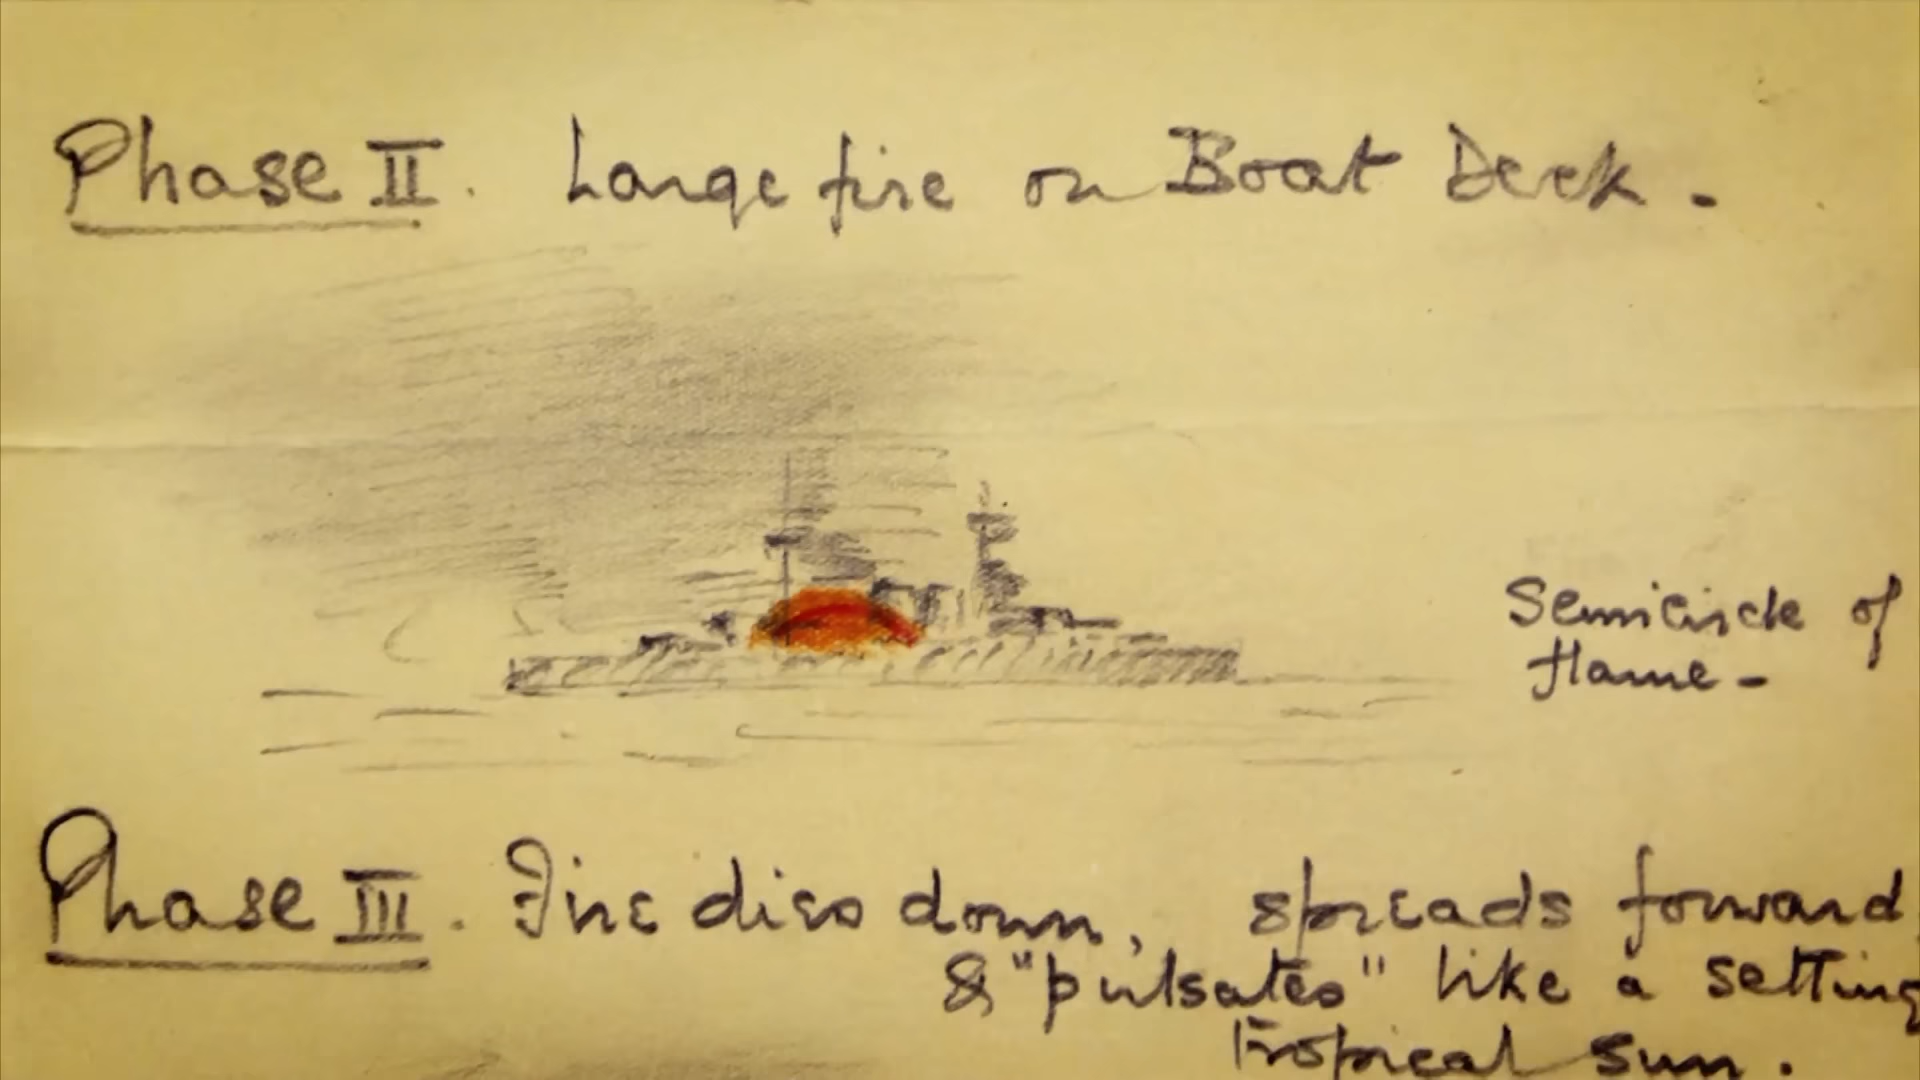 Phase II. Large fire on Boat Deck.
Semicircle of
flame -
Phase III. Fire dies down, spreads forward,
& "pulsates" like a setting
tropical sun.